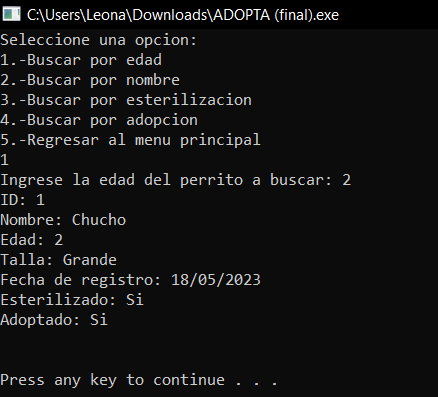 C:\Users\Leona\Downloads\ADOPTA (final).exe
Seleccione una opcion:
1.-Buscar por edad
2.-Buscar por nombre
3.-Buscar por esterilizacion
4.-Buscar por adopcion
5.-Regresar al menu principal
1
Ingrese la edad del perrito a buscar: 2
ID: 1
Nombre: Chucho
Edad: 2
Talla: Grande
Fecha de registro: 18/05/2023
Esterilizado: Si
Adoptado: Si
Press any key to continue . . .